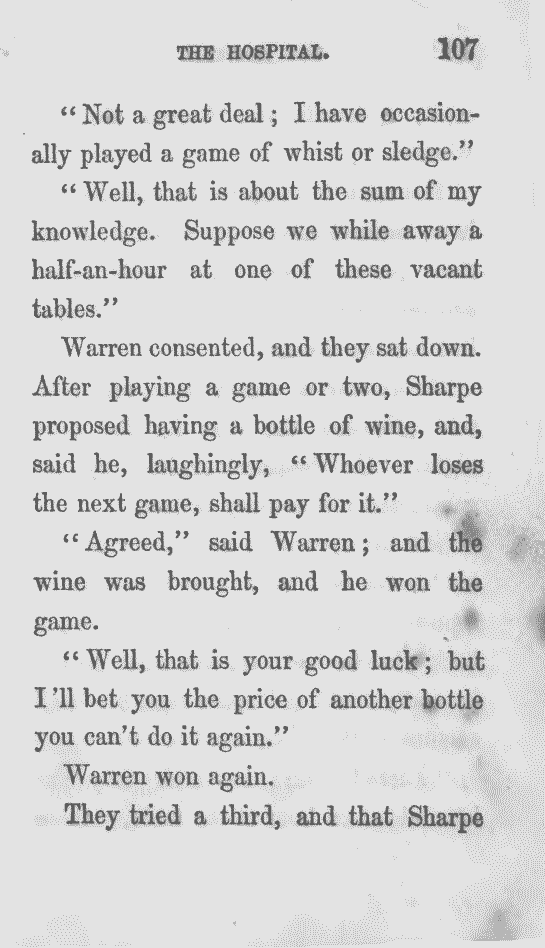 THE HOSPITAL. 107
“Not a great deal; I have occasion-
ally played a game of whist or sledge.”
“Well, that is about the sum of my
knowledge. Suppose we while away a
half-an-hour at one of these vacant
tables.”
Warren consented, and they sat down.
After playing a game or two, Sharpe
proposed having a bottle of wine, and,
said he, laughingly, “Whoever loses
the next game, shall pay for it.”
“Agreed,” said Warren; and the
wine was brought, and he won the
game.
“Well, that is your good luck; but
I’ll bet you the price of another bottle
you can’t do it again.”
Warren won again.
They tried a third, and that Sharpe